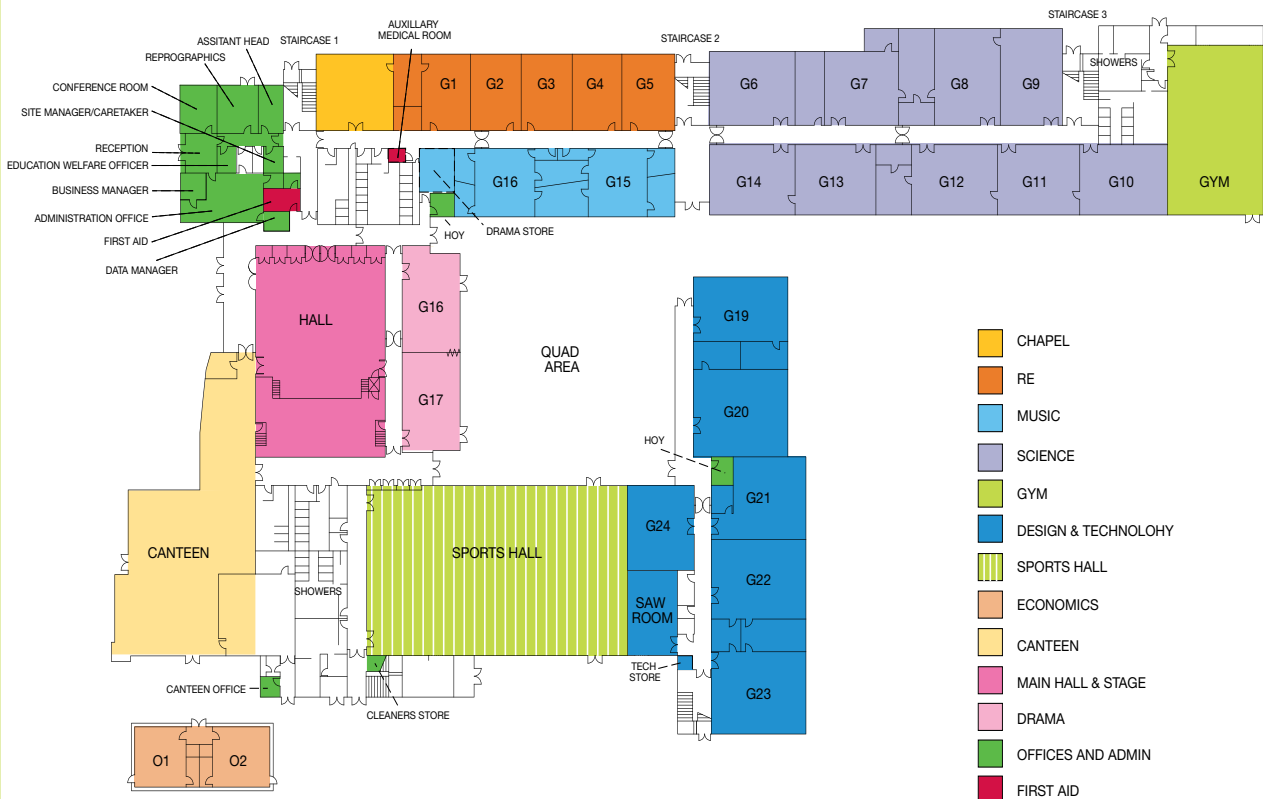 AUXILLARY
MEDICAL ROOM
STAIRCASE 3
ASSITANT HEAD
STAIRCASE 1
STAIRCASE 2
REPROGRAPHICS
CONFERENCE ROOM
SITE MANAGER/CARETAKER
RECEPTION
EDUCATION WELFARE OFFICER
BUSINESS MANAGER
ADMINISTRATION OFFICE
FIRST AID
DATA MANAGER
G1
G2
G3
G4
G5
G6
G7
G8
G9
SHOWERS
G16
G15
G14
G13
G12
G11
G10
GYM
HOY
DRAMA STORE
HALL
G16
G17
QUAD
AREA
G19
G20
HOY
G21
G22
G23
G24
SAW
ROOM
TECH
STORE
CANTEEN
SHOWERS
SPORTS HALL
CANTEEN OFFICE
CLEANERS STORE
O1
O2
CHAPEL
RE
MUSIC
SCIENCE
GYM
DESIGN & TECHNOLOHY
SPORTS HALL
ECONOMICS
CANTEEN
MAIN HALL & STAGE
DRAMA
OFFICES AND ADMIN
FIRST AID